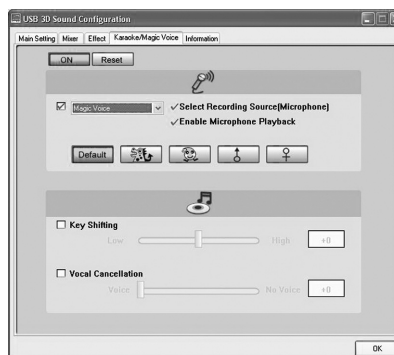 USB 3D Sound Configuration
Main Setting Mixer Effect Karaoke/Magic Voice Information
ON Reset
Magic Voice ✓Select Recording Source(Microphone)
✓Enable Microphone Playback
Default
Key Shifting
Low High +0
Vocal Cancellation
Voice No Voice +0
OK